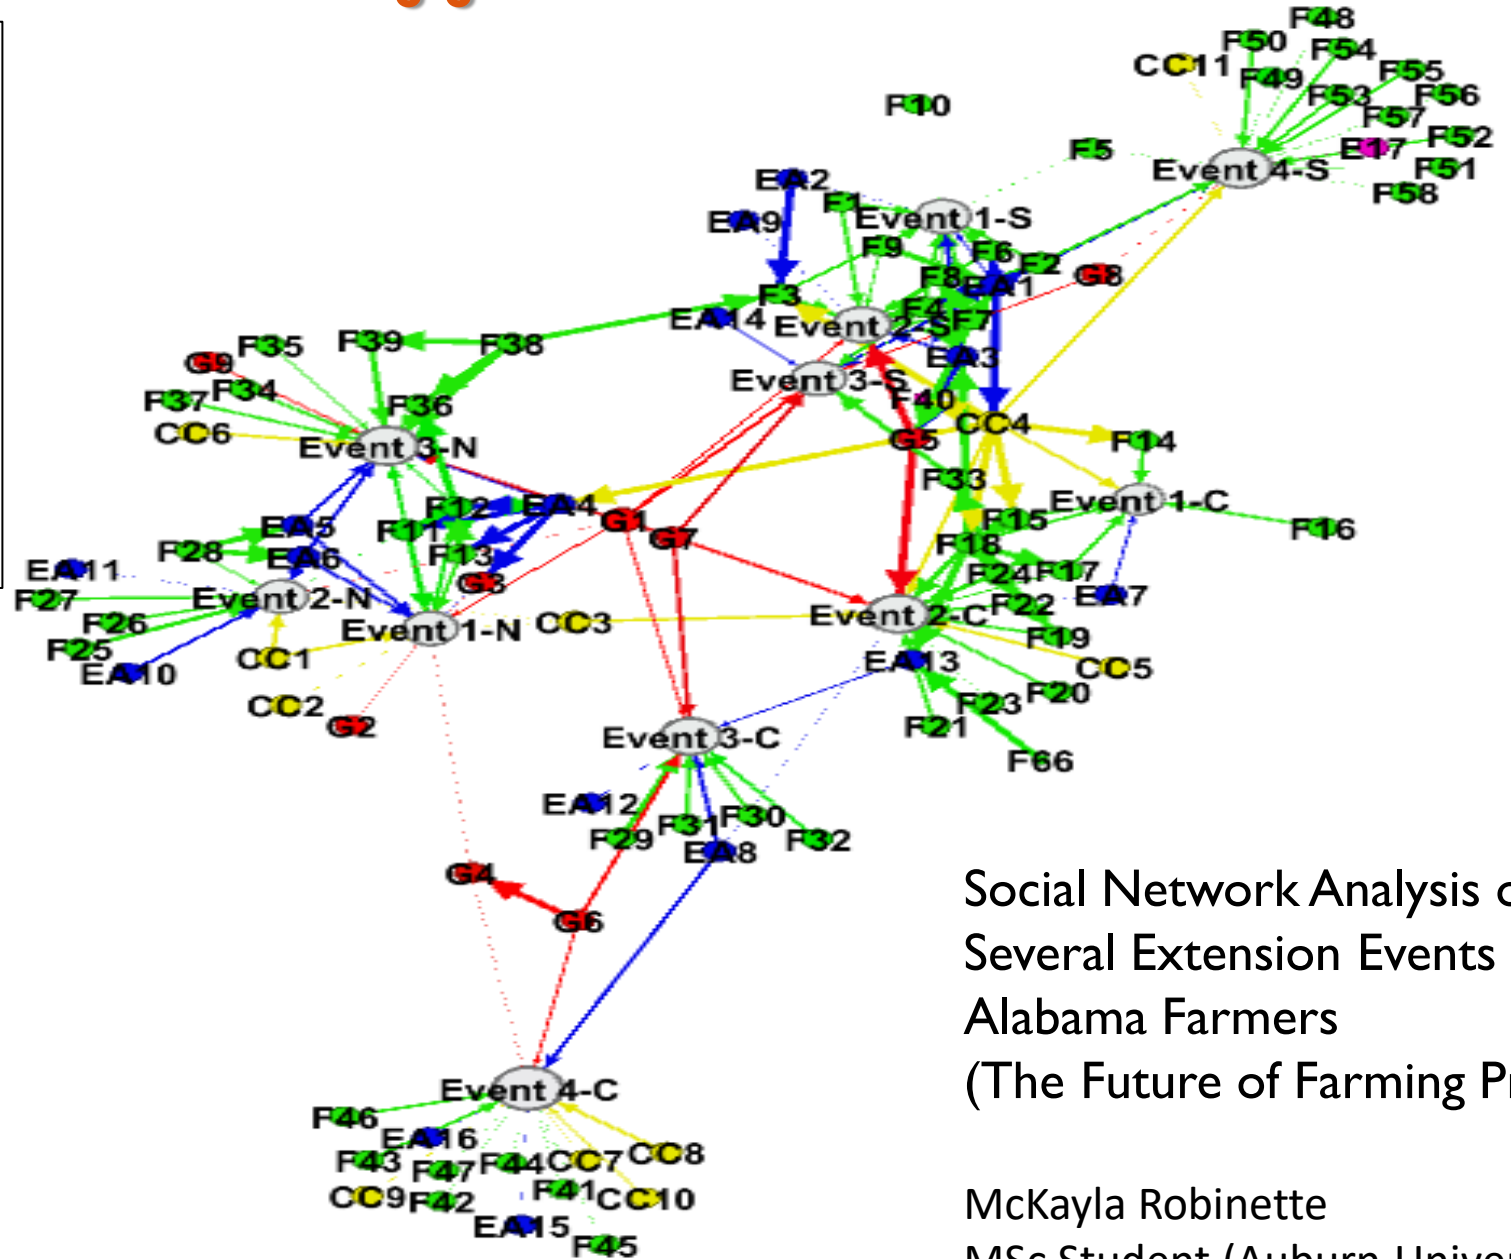 F48
F50
F54
CC11
F49
F55
F53
F56
F10
F57
F52
F5
E17
Event 4-S
F51
EA2
F58
F1
EA9
Event 1-S
F9
F6
F2
F8
EA1
G8
F3
F4
EA14
Event 2-S
F7
F39
F38
F35
EA3
G9
Event 3-S
F34
F37
F40
F36
CC6
CC4
Event 3-N
G5
F14
F33
Event 1-C
F12
EA4
G1
F15
F16
EA5
F11
G7
F28
EA6
F13
F18
EA11
G3
F24
F17
F27
Event 2-N
EA7
F22
F26
Event 1-N
CC3
Event 2-C
F19
F25
CC1
EA13
CC5
EA10
F20
CC2
F23
G2
F21
Event 3-C
F66
EA12
F31
F30
F29
F32
EA8
G4
G6
Event 4-C
F46
EA16
F43
F47
F44
CC7
CC8
CC9
F42
F41
CC10
EA15
F45
Social Network Analysis
Several Extension Events
Alabama Farmers
(The Future of Farming
McKayla Robinette
MSc Student (Auburn